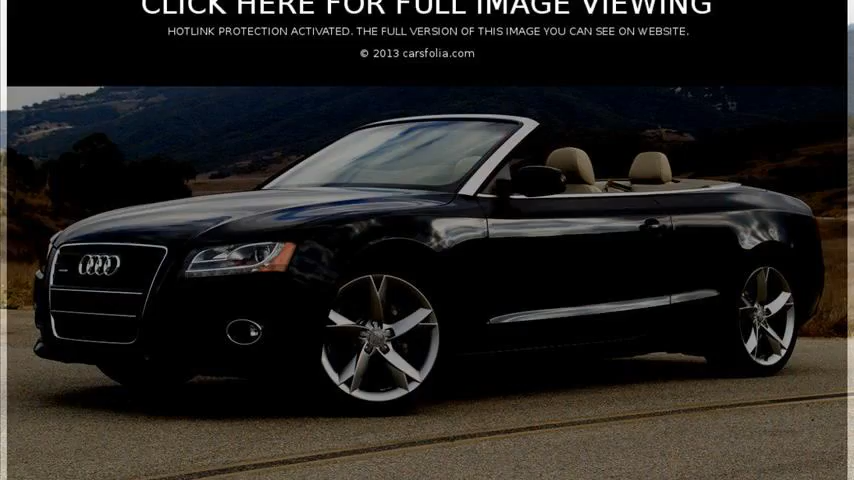 CLICK HERE FOR FULL IMAGE VIEWING
HOTLINK PROTECTION ACTIVATED. THE FULL VERSION OF THIS IMAGE YOU CAN SEE ON WEBSITE.
© 2013 carsfolia.com